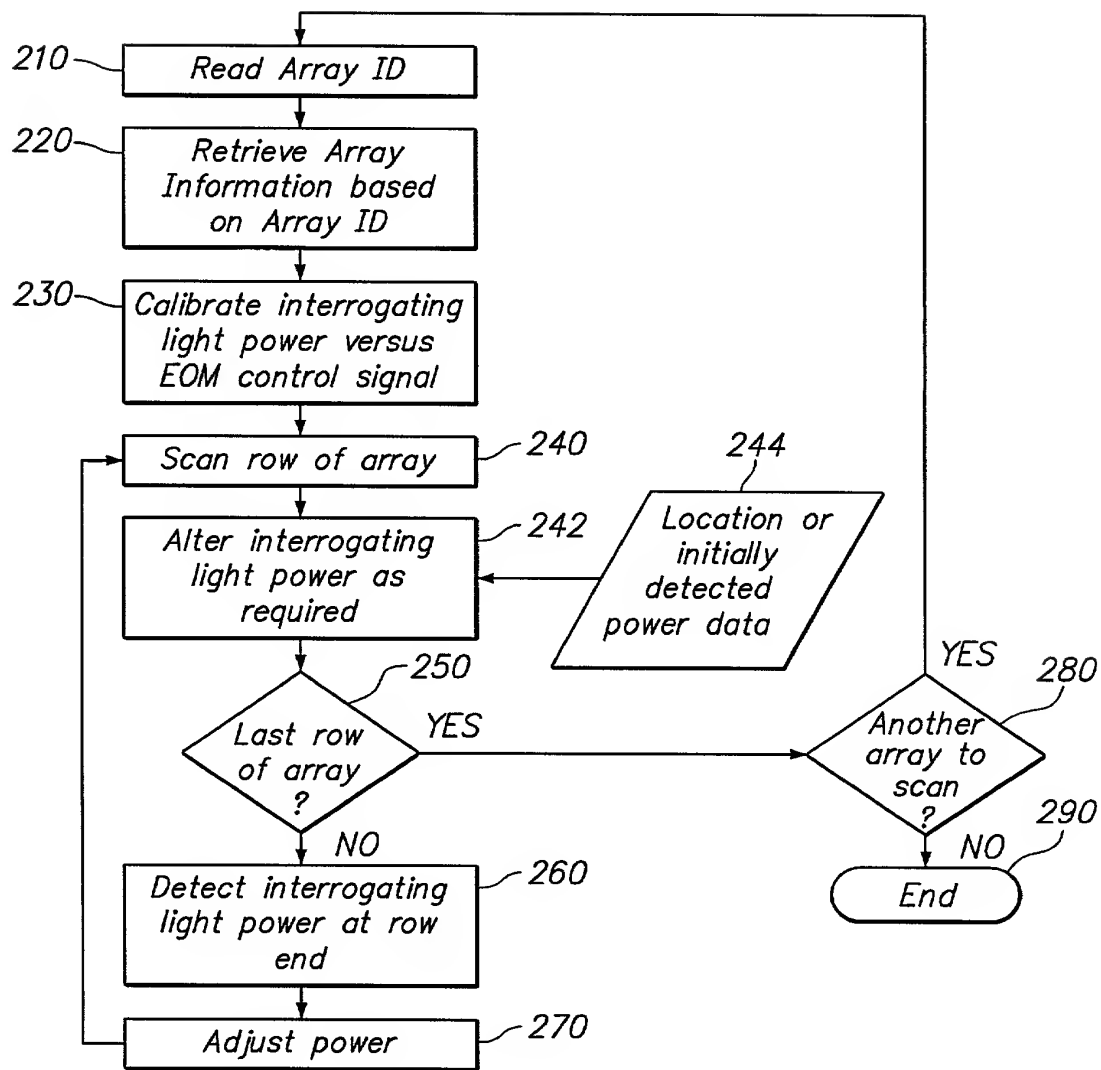 210
Read Array ID
220
Retrieve Array
Information based
on Array ID
230
Calibrate interrogating
light power versus
EOM control signal
Scan row of array
240
244
Alter interrogating
light power as
required
242
Location or
initially
detected
power data
250
Last row
of array
?
YES
NO
YES
280
Another
array to
scan
?
NO
290
End
Detect interrogating
light power at row
end
260
Adjust power
270